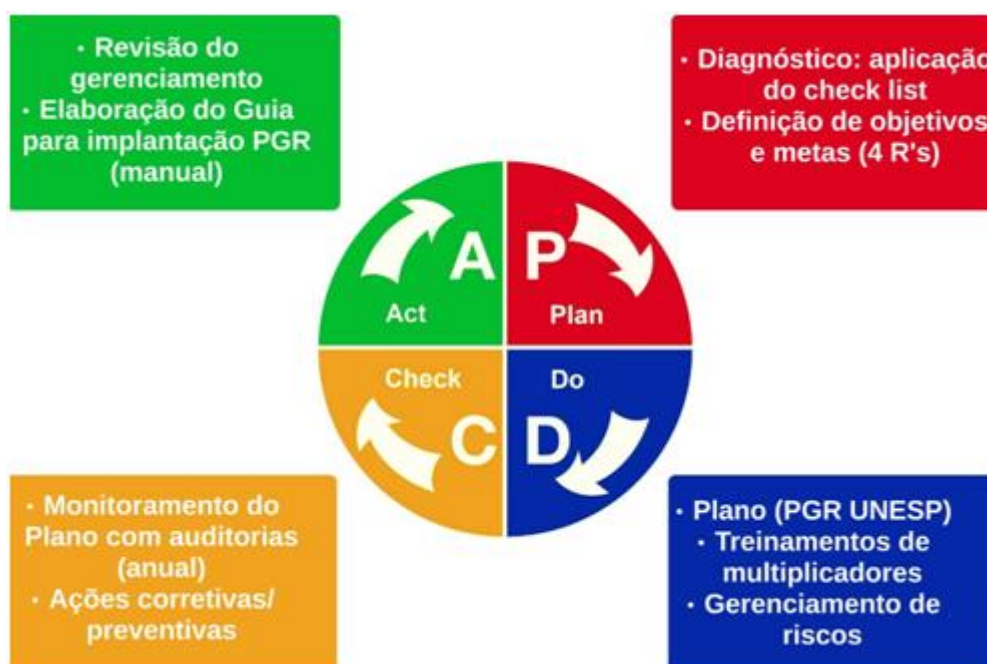 • Revisão do
gerenciamento
• Elaboração do Guia
para implantação PGR
(manual)
• Diagnóstico: aplicação
do check list
• Definição de objetivos
e metas (4 R's)
A
P
Act
Plan
Check
Do
C
D
• Monitoramento do
Plano com auditorias
(anual)
• Ações corretivas/
preventivas
• Plano (PGR UNESP)
• Treinamentos de
multiplicadores
• Gerenciamento de
riscos